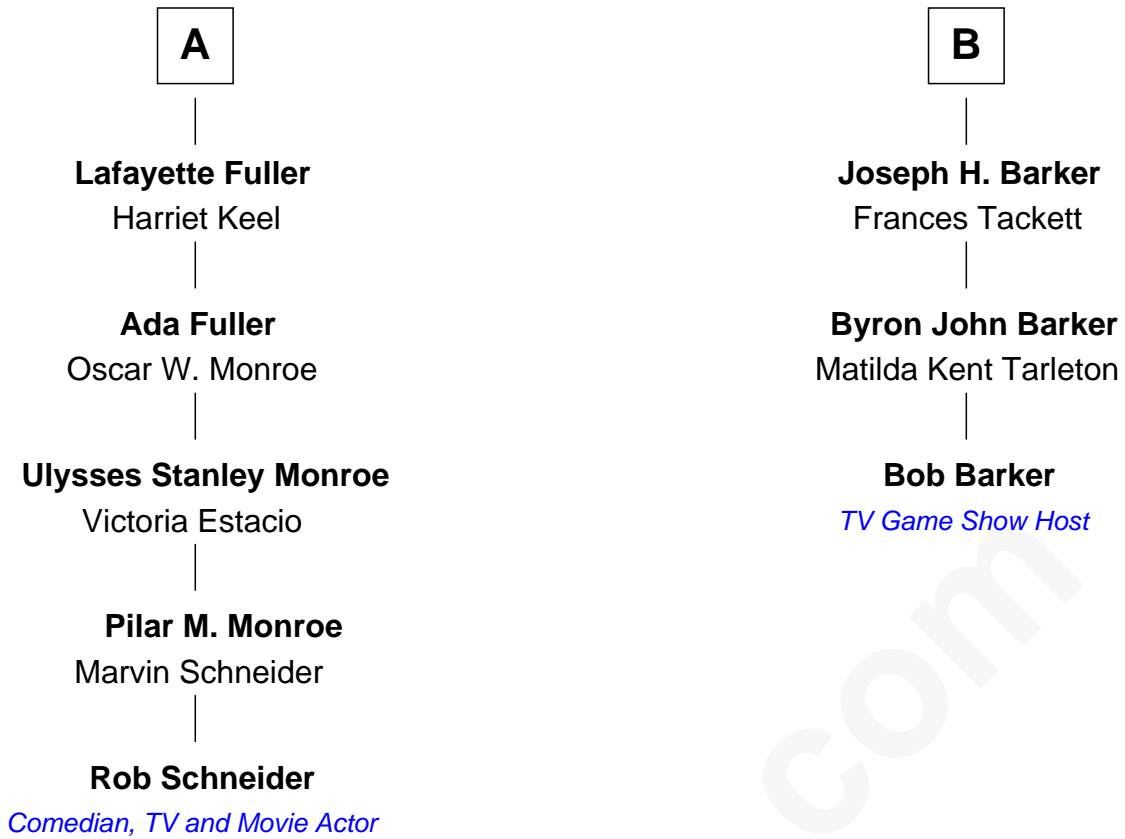 A
Lafayette Fuller
Harriet Keel
Ada Fuller
Oscar W. Monroe
Ulysses Stanley Monroe
Victoria Estacio
Pilar M. Monroe
Marvin Schneider
Rob Schneider
Comedian, TV and Movie Actor
B
Joseph H. Barker
Frances Tackett
Byron John Barker
Matilda Kent Tarleton
Bob Barker
TV Game Show Host
com